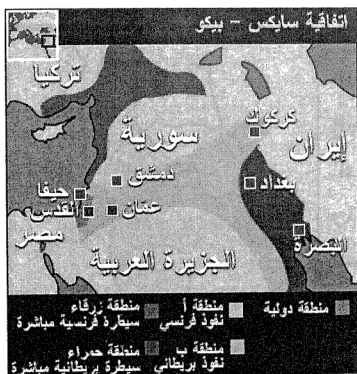 اتفاقية سايكس - بيكو
تركيا
كركوك
إيران
سورية
دمشق
بغداد
حيفا
القدس
عمان
مصر
البصرة
الجزيرة العربية
منطقة دولية
منطقة أ
نفوذ فرنسي
منطقة زرقاء
سيطرة فرنسية مباشرة
منطقة ب
نفوذ بريطاني
منطقة حمراء
سيطرة بريطانية مباشرة